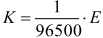 K = 1/96500 · E